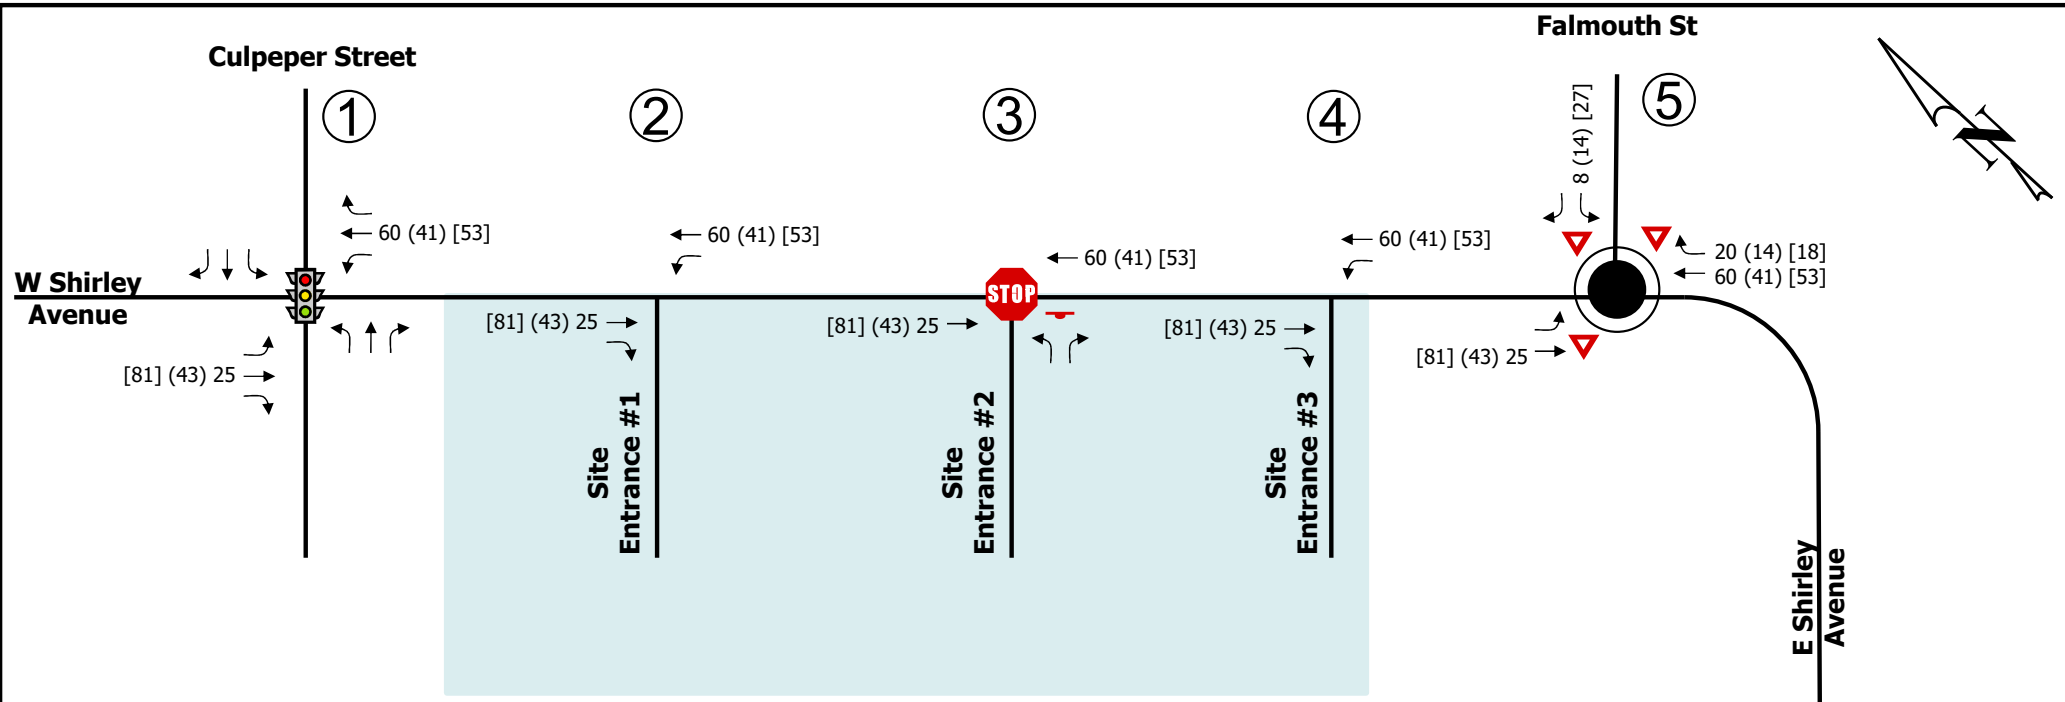 Falmouth St
Culpeper Street
1
2
3
4
5
8 (14) [27]
60 (41) [53]
60 (41) [53]
60 (41) [53]
60 (41) [53]
20 (14) [18]
60 (41) [53]
N
W Shirley
Avenue
STOP
[81] (43) 25
[81] (43) 25
[81] (43) 25
[81] (43) 25
[81] (43) 25
Site
Entrance #1
Site
Entrance #2
Site
Entrance #3
E Shirley
Avenue